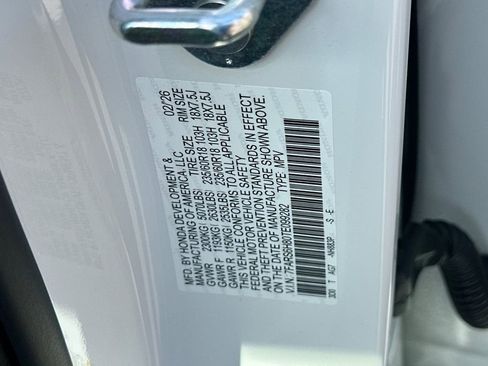 MFD. BY HONDA DEVELOPMENT & 02/26
MANUFACTURING OF AMERICA, LLC
TIRE SIZE RIM SIZE
GVWR 2300KG( 5070LBS)
GAWR F 1193KG( 2630LBS) 235/60R18 103H 18X7.5J
GAWR R 1150KG( 2535LBS) 235/60R18 103H 18X7.5J
THIS VEHICLE CONFORMS TO ALL APPLICABLE
FEDERAL MOTOR VEHICLE SAFETY
AND THEFT PREVENTION STANDARDS IN EFFECT
ON THE DATE OF MANUFACTURE SHOWN ABOVE.
V.I.N. TYPE: MPV
S E